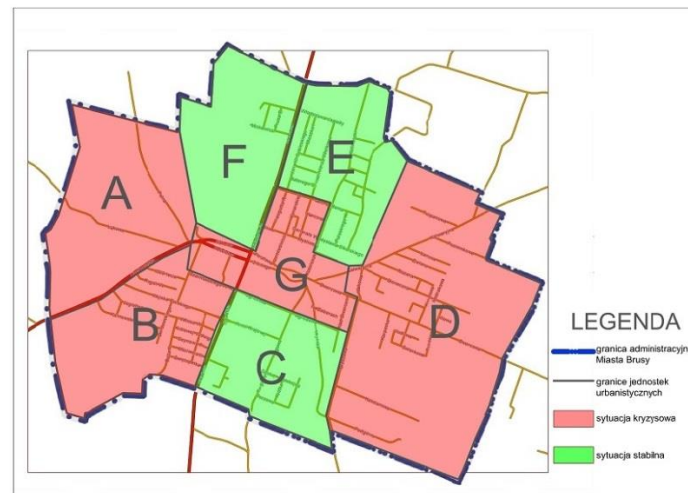 A
F
E
G
B
C
D
LEGENDA
granica administracyjn
Miasta Brusy
granice jednostek
urbanistycznych
sytuacja kryzysowa
sytuacja stabilna